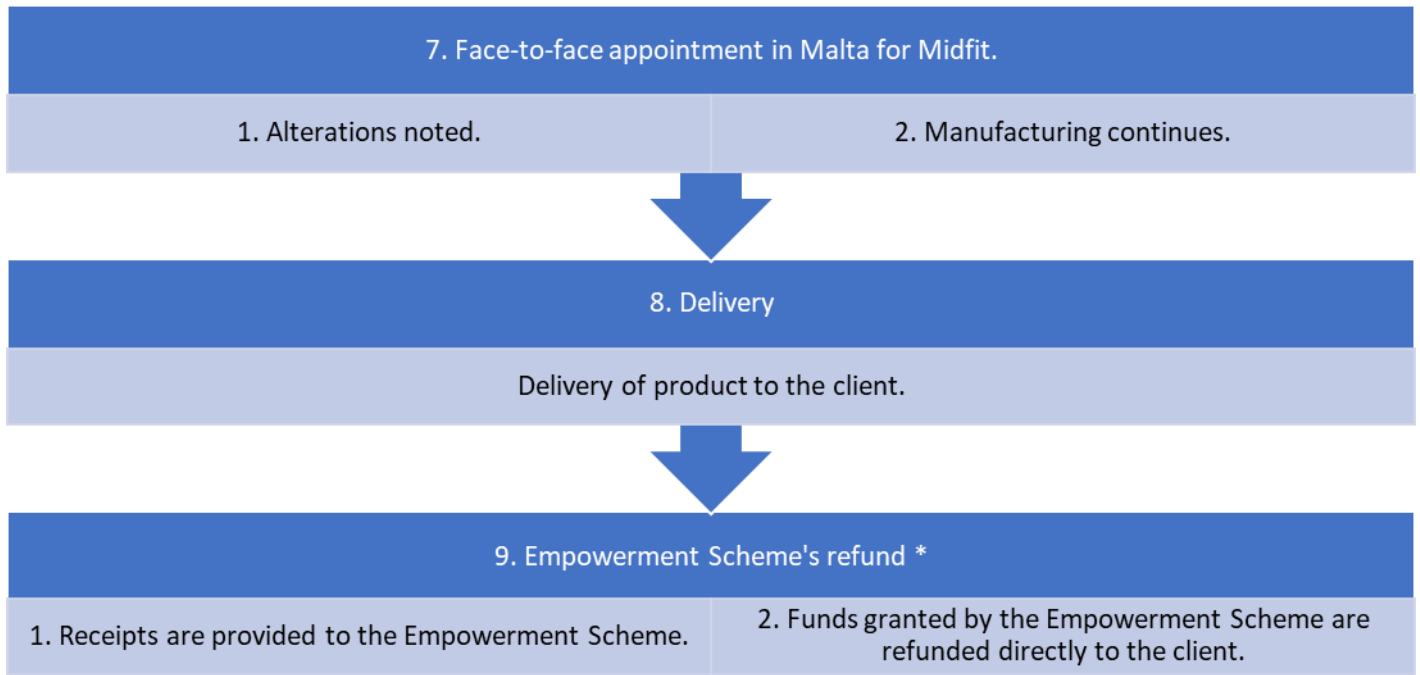 7. Face-to-face appointment in Malta for Midfit.
1. Alterations noted.
2. Manufacturing continues.
8. Delivery
Delivery of product to the client.
9. Empowerment Scheme's refund *
1. Receipts are provided to the Empowerment Scheme.
2. Funds granted by the Empowerment Scheme are
refunded directly to the client.